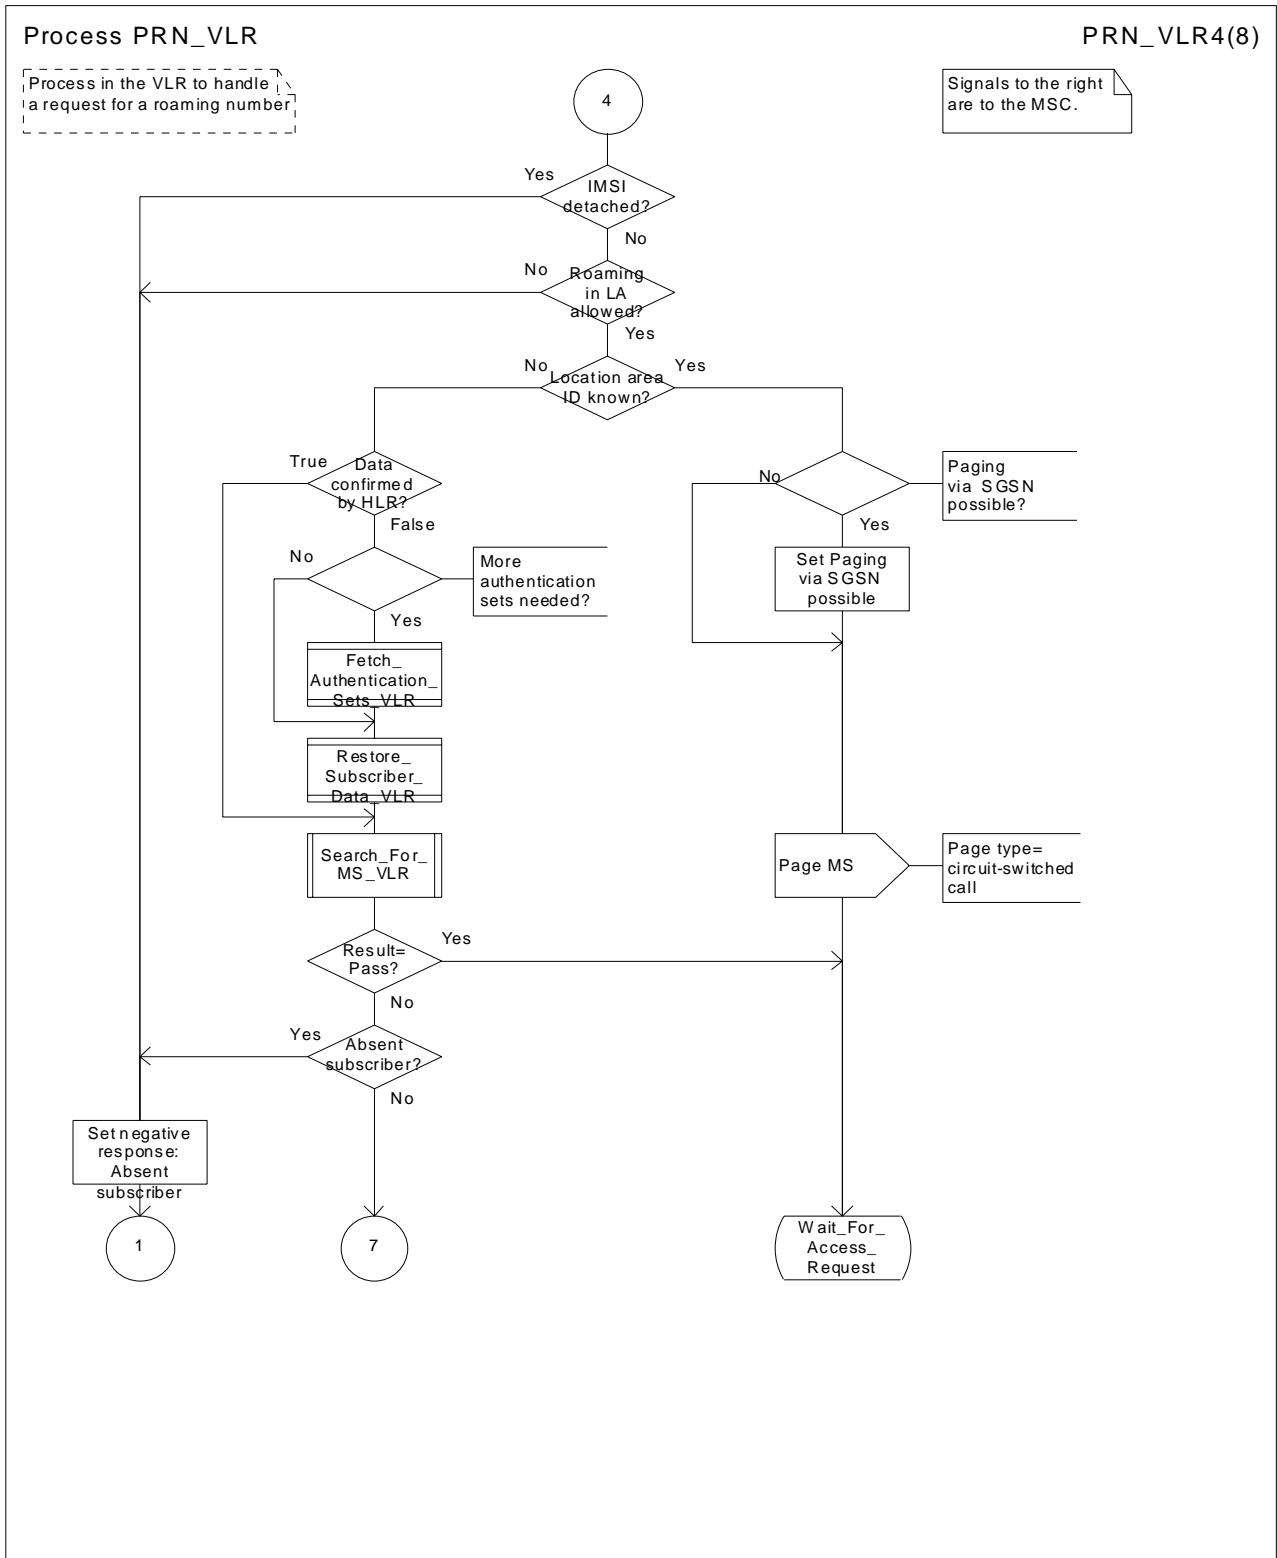 Process PRN_VLR
PRN_VLR4(8)
Process in the VLR to handle
a request for a roaming number
4
Signals to the right
are to the MSC.
Yes
IMSI
detached?
No
No
Roaming
in LA
allowed?
Yes
No
Location area
ID known?
Yes
True
Data
confirmed
by HLR?
False
No
Paging
via SGSN
possible?
Yes
No
More
authentication
sets needed?
Yes
Set Paging
via SGSN
possible
Fetch_
Authentication_
Sets_VLR
Restore_
Subscriber_
Data_VLR
Search_For_
MS_VLR
Page MS
Page type=
circuit-switched
call
Result=
Pass?
Yes
No
Yes
Absent
subscriber?
No
Set negative
response:
Absent
subscriber
1
7
Wait_For_
Access_
Request